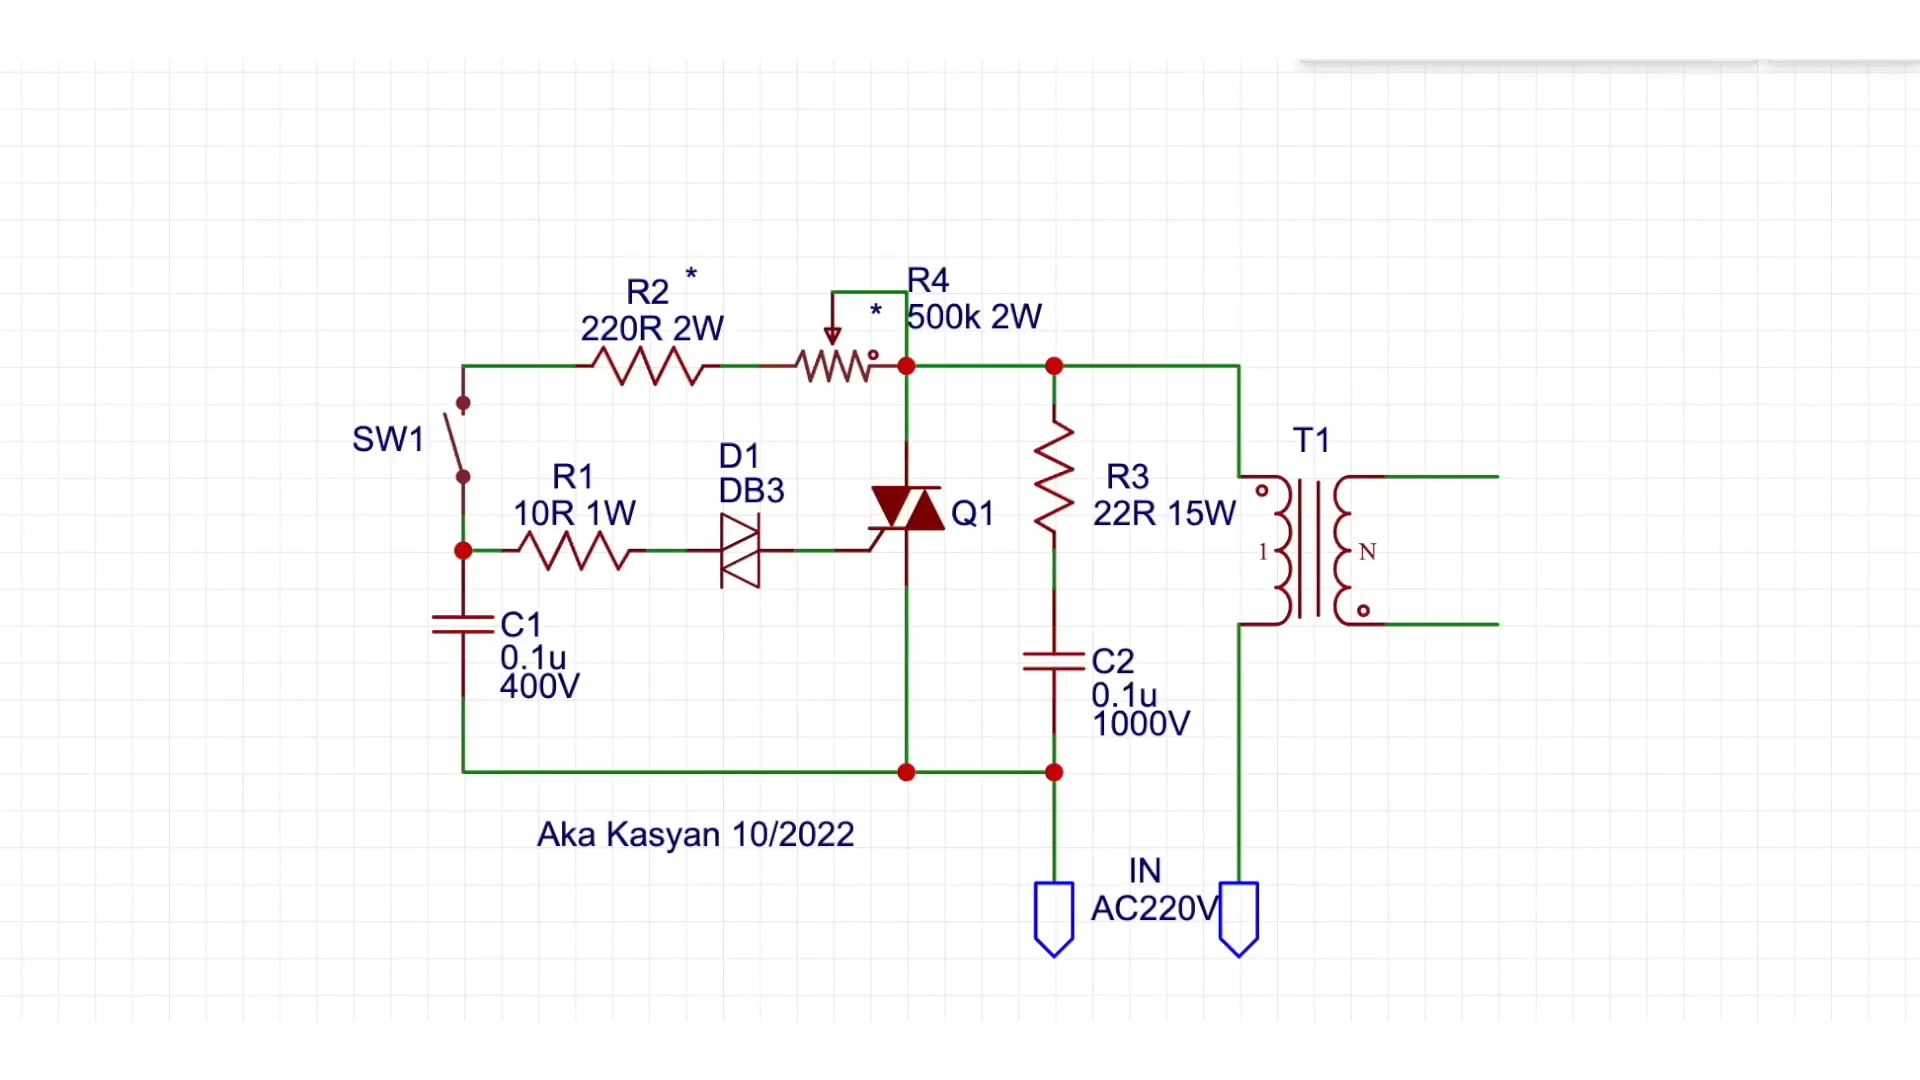 R2 *
220R 2W
R4
* 500k 2W
SW1
R1
10R 1W
D1
DB3
Q1
R3
22R 15W
T1
1
N
C1
0.1u
400V
C2
0.1u
1000V
Aka Kasyan 10/2022
IN
AC220V